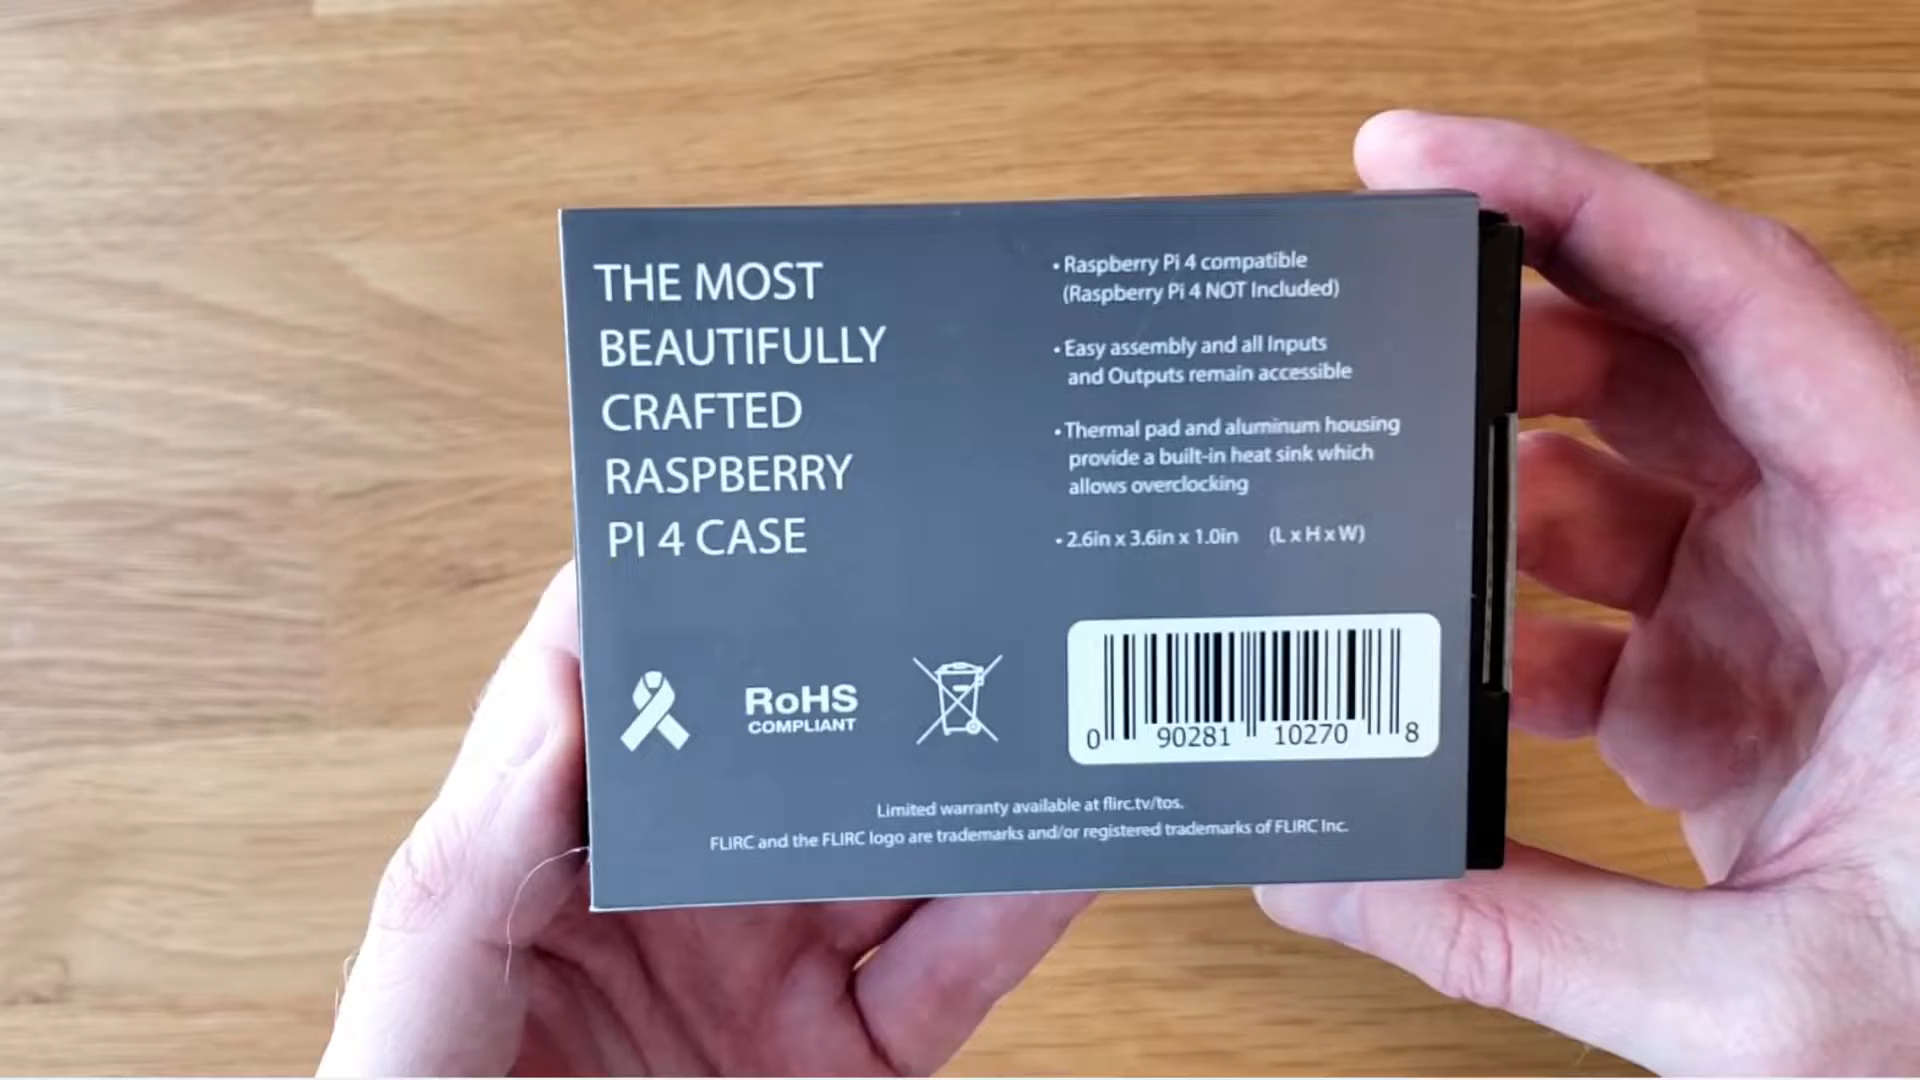 THE MOST
BEAUTIFULLY
CRAFTED
RASPBERRY
PI 4 CASE
• Raspberry Pi 4 compatible
(Raspberry Pi 4 NOT Included)
• Easy assembly and all Inputs
and Outputs remain accessible
• Thermal pad and aluminum housing
provide a built-in heat sink which
allows overclocking
• 2.6in x 3.6in x 1.0in (L x H x W)
RoHS
COMPLIANT
0 90281 10270 8
Limited warranty available at flirc.tv/tos.
FLIRC and the FLIRC logo are trademarks and/or registered trademarks of FLIRC Inc.